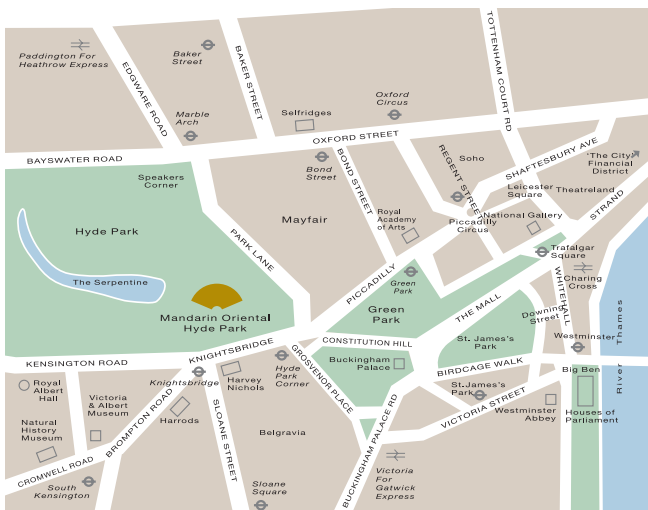 TOTTENHAM COURT RD
Paddington For
Heathrow Express
EDGWARE ROAD
Baker
Street
BAKER STREET
Marble
Arch
Selfridges
Oxford
Circus
OXFORD STREET
BAYSWATER ROAD
Speakers
Corner
Bond
Street
BOND STREET
REGENT STREET
Soho
SHAFTESBURY AVE
'The City'
Financial
District
Leicester
Square
Theatreland
STRAND
Hyde Park
PARK LANE
Mayfair
Royal
Academy
of Arts
Piccadilly
Circus
National Gallery
Trafalgar
Square
The Serpentine
PICCADILLY
Green
Park
Charing
Cross
WHITEHALL
Mandarin Oriental
Hyde Park
Green
Park
THE MALL
Downing
Street
River Thames
KNIGHTSBRIDGE
CONSTITUTION HILL
St. James's
Park
Westminster
KENSINGTON ROAD
Hyde
Park
Corner
GROSVENOR PLACE
Buckingham
Palace
BIRDCAGE WALK
Big Ben
Royal
Albert
Hall
Knightsbridge
Harvey
Nichols
St.James's
Park
Victoria
& Albert
Museum
BROMPTON ROAD
Harrods
SLOANE STREET
BUCKINGHAM PALACE RD
VICTORIA STREET
Westminster
Abbey
Houses of
Parliament
Natural
History
Museum
Belgravia
CROMWELL ROAD
South
Kensington
Sloane
Square
Victoria
For
Gatwick
Express